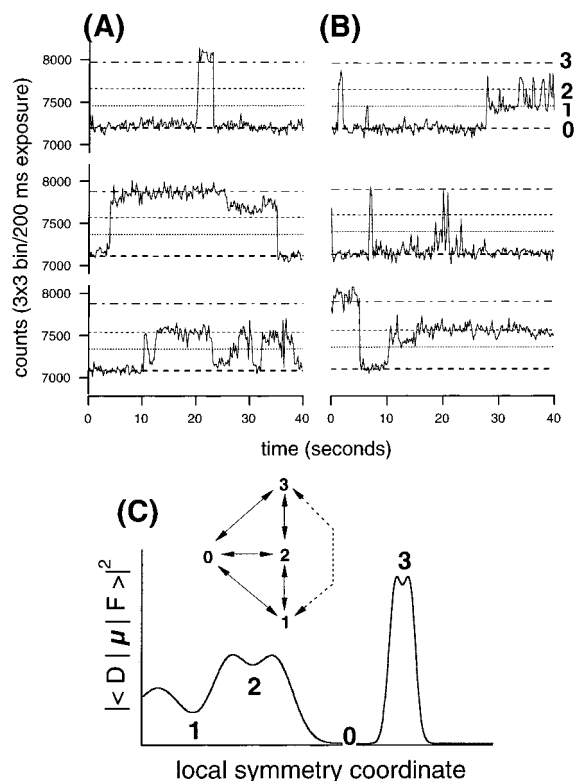 (A) (B)
8000
7500
7000
3
2
1
0
8000
7500
7000
counts (3x3 bin/200 ms exposure)
8000
7500
7000
0 10 20 30 40 0 10 20 30 40
time (seconds)
(C)
3
0 2
1
|< D | μ | F >|²
1 2 0 3
local symmetry coordinate